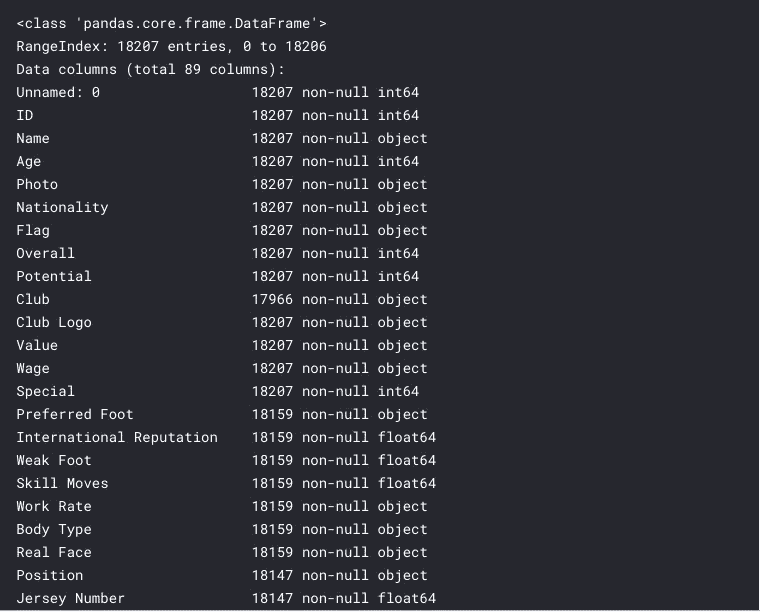 <class 'pandas.core.frame.DataFrame'>
RangeIndex: 18207 entries, 0 to 18206
Data columns (total 89 columns):
Unnamed: 0                  18207 non-null int64
ID                          18207 non-null int64
Name                        18207 non-null object
Age                         18207 non-null int64
Photo                       18207 non-null object
Nationality                 18207 non-null object
Flag                        18207 non-null object
Overall                     18207 non-null int64
Potential                   18207 non-null int64
Club                        17966 non-null object
Club Logo                   18207 non-null object
Value                       18207 non-null object
Wage                        18207 non-null object
Special                     18207 non-null int64
Preferred Foot              18159 non-null object
International Reputation    18159 non-null float64
Weak Foot                   18159 non-null float64
Skill Moves                 18159 non-null float64
Work Rate                   18159 non-null object
Body Type                   18159 non-null object
Real Face                   18159 non-null object
Position                    18147 non-null object
Jersey Number               18147 non-null float64